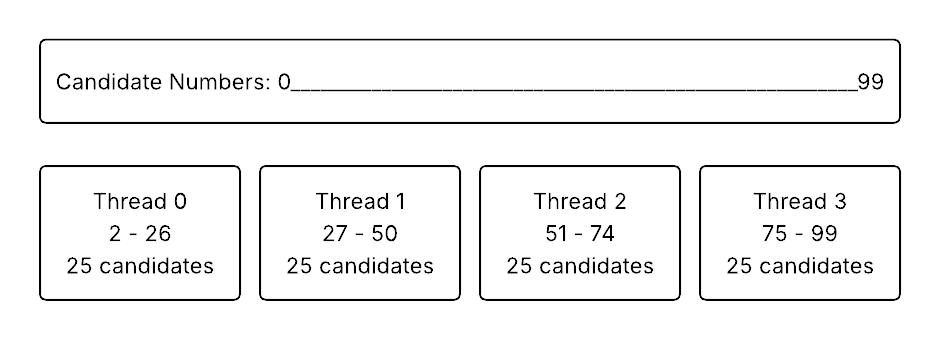 Candidate Numbers: 0__________________________________________________99
Thread 0
2 - 26
25 candidates
Thread 1
27 - 50
25 candidates
Thread 2
51 - 74
25 candidates
Thread 3
75 - 99
25 candidates